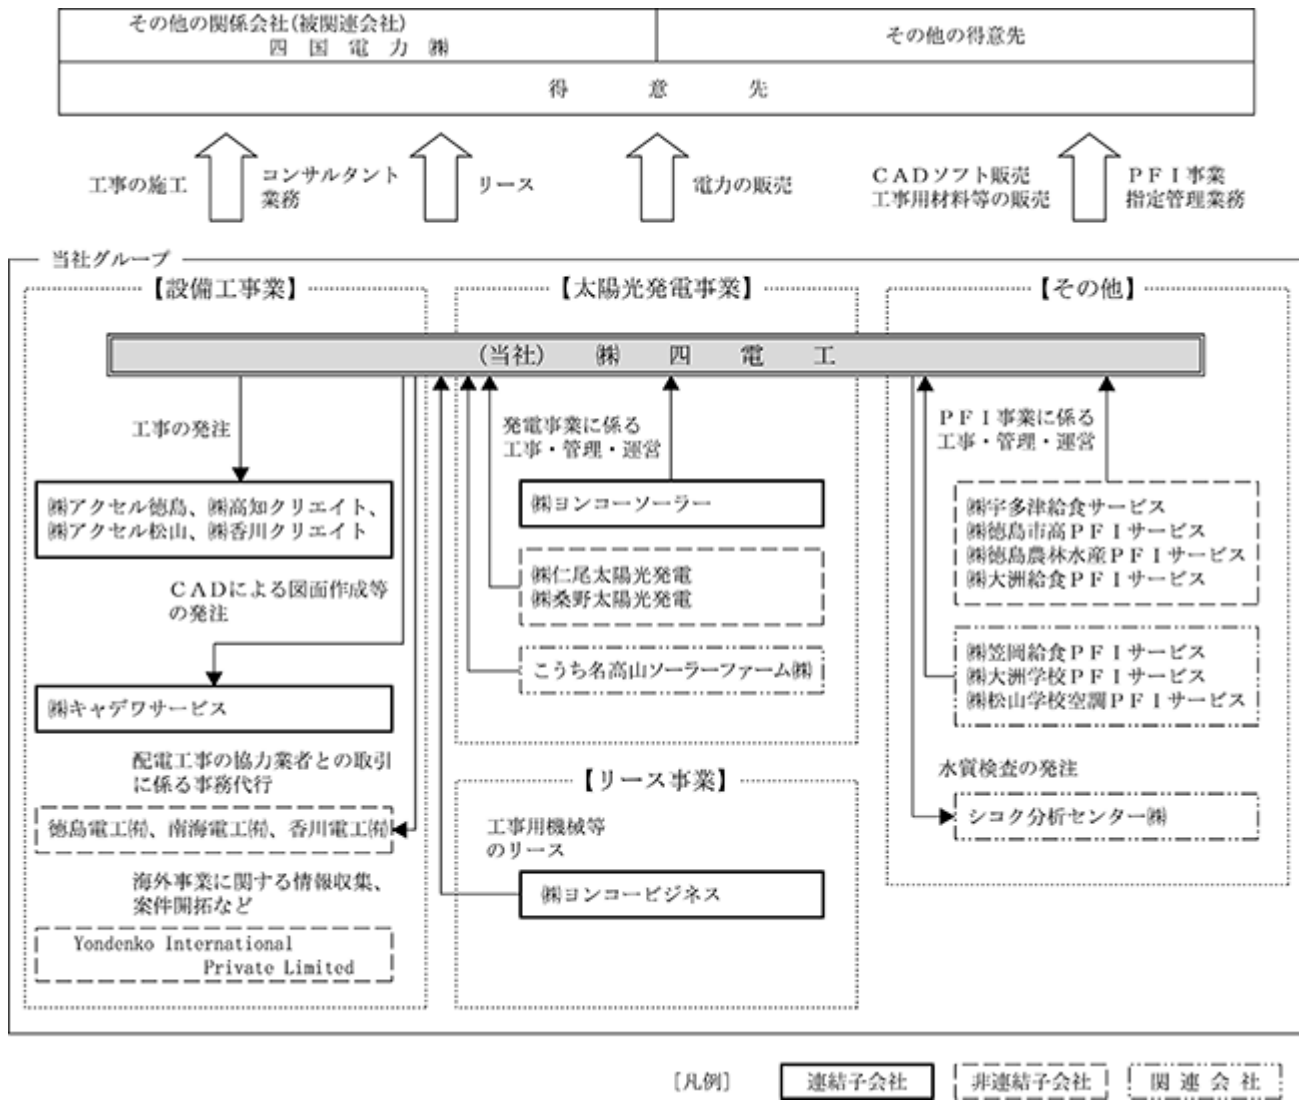 その他の関係会社(被関連会社)
四国電力㈱
その他の得意先
得意先
工事の施工
コンサルタント
業務
リース
電力の販売
CADソフト販売
工事用材料等の販売
PFI事業
指定管理業務
当社グループ
【設備工事業】
【太陽光発電事業】
【その他】
(当社) ㈱四電工
工事の発注
㈱アクセル徳島、㈱高知クリエイト、
㈱アクセル松山、㈱香川クリエイト
CADによる図面作成等
の発注
㈱キャデワサービス
配電工事の協力業者との取引
に係る事務代行
徳島電工㈲、南海電工㈲、香川電工㈲
海外事業に関する情報収集、
案件開拓など
Yondenko International
Private Limited
発電事業に係る
工事・管理・運営
㈱ヨンコーソーラー
㈱仁尾太陽光発電
㈱桑野太陽光発電
こうち名高山ソーラーファーム㈱
【リース事業】
工事用機械等
のリース
㈱ヨンコービジネス
PFI事業に係る
工事・管理・運営
㈱宇多津給食サービス
㈱徳島市高PFIサービス
㈱徳島農林水産PFIサービス
㈱大洲給食PFIサービス
㈱笠岡給食PFIサービス
㈱大洲学校PFIサービス
㈱松山学校空調PFIサービス
水質検査の発注
シコク分析センター㈱
[凡例]
連結子会社
非連結子会社
関連会社